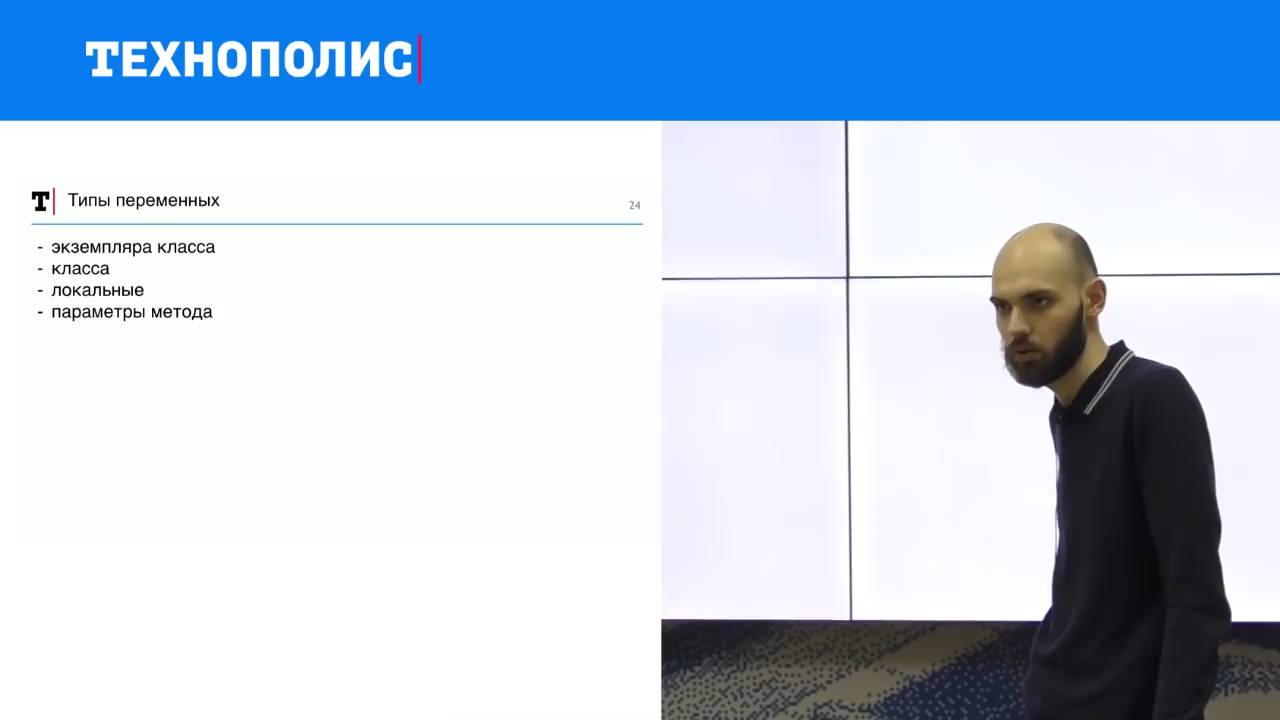 ТЕХНОПОЛИС
Т Типы переменных 24
- экземпляра класса
- класса
- локальные
- параметры метода